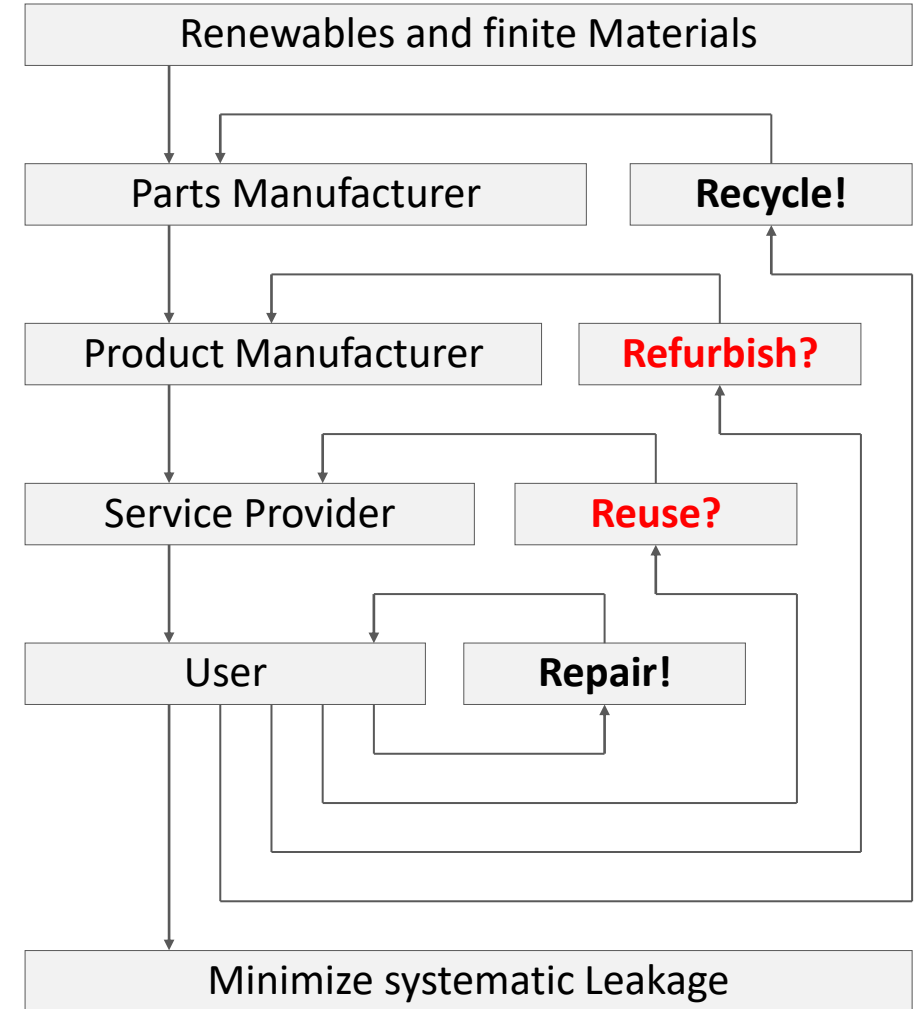 Renewables and finite Materials
Parts Manufacturer
Recycle!
Product Manufacturer
Refurbish?
Service Provider
Reuse?
User
Repair!
Minimize systematic Leakage